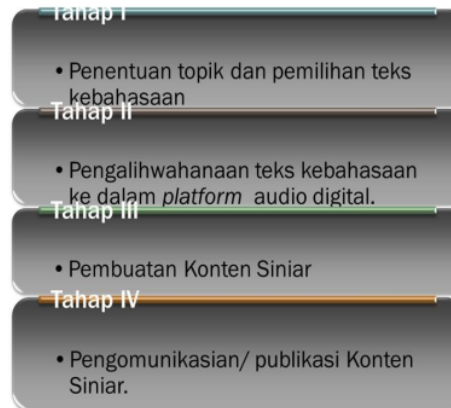 Tahap I
• Penentuan topik dan pemilihan teks
kebahasaan
Tahap II
• Pengalihwahanaan teks kebahasaan
ke dalam platform audio digital.
Tahap III
• Pembuatan Konten Siniar
Tahap IV
• Pengomunikasian/ publikasi Konten
Siniar.